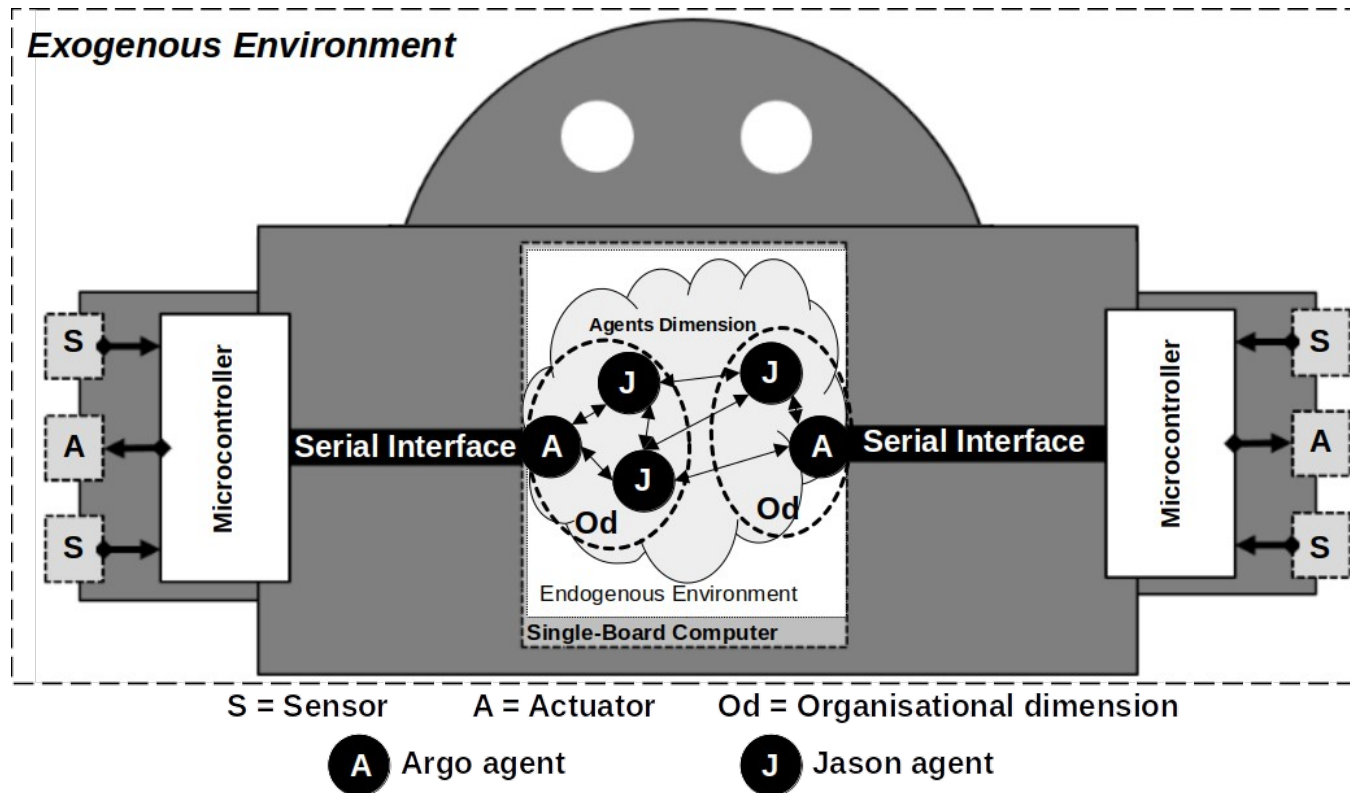 Exogenous Environment
S
A
S
Microcontroller
Serial Interface
Agents Dimension
J
J
A
J
A
Od
Od
Endogenous Environment
Single-Board Computer
Serial Interface
Microcontroller
S
A
S
S = Sensor A = Actuator Od = Organisational dimension
A Argo agent J Jason agent